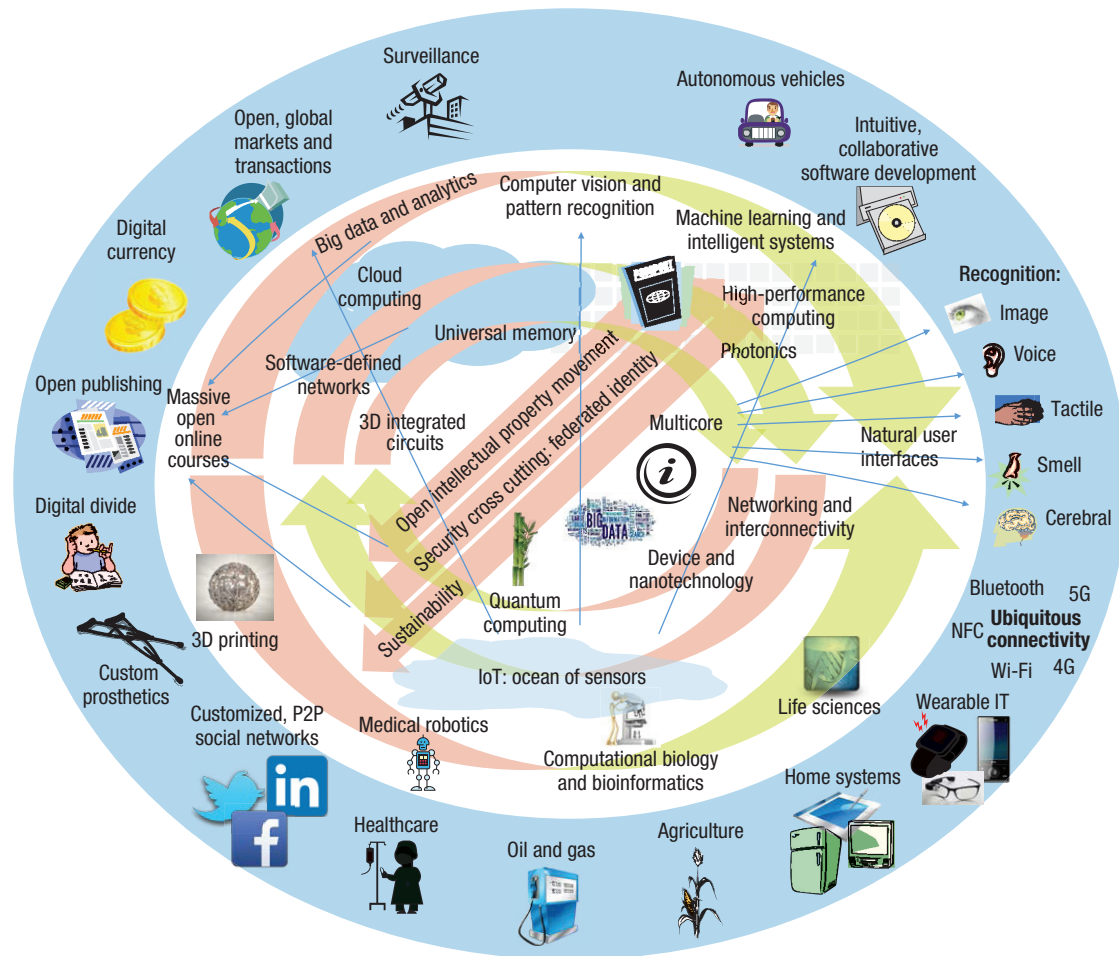 Surveillance
Autonomous vehicles
Open, global
markets and
transactions
Intuitive,
collaborative
software development
Digital
currency
Big data and analytics
Computer vision and
pattern recognition
Machine learning and
intelligent systems
Cloud
computing
High-performance
computing
Recognition:
Image
Universal memory
Photonics
Voice
Software-defined
networks
Open publishing
Massive
open
online
courses
3D integrated
circuits
Open intellectual property movement
Security cross cutting: federated identity
Sustainability
Multicore
i
Natural user
interfaces
Tactile
Smell
Cerebral
Digital divide
BIG
DATA
Networking and
interconnectivity
Device and
nanotechnology
Quantum
computing
3D printing
Custom
prosthetics
IoT: ocean of sensors
Bluetooth
5G
NFC
Ubiquitous
connectivity
Wi-Fi
4G
Life sciences
Wearable IT
Customized, P2P
social networks
in
f
Medical robotics
Computational biology
and bioinformatics
Home systems
Healthcare
Oil and gas
Agriculture